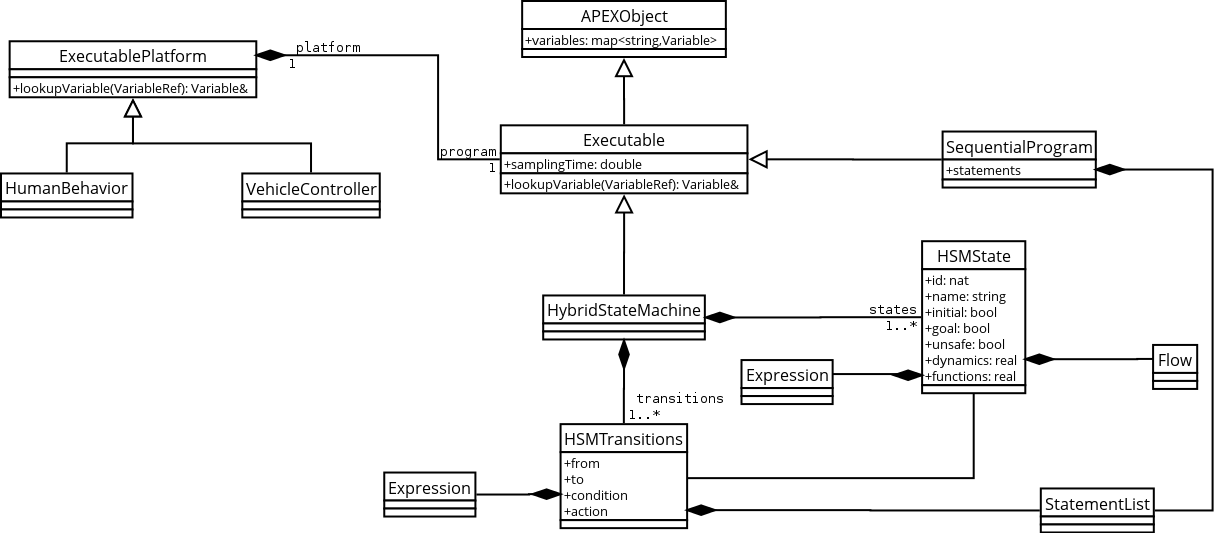 APEXObject
+variables: map<string,Variable>
ExecutablePlatform
+lookupVariable(VariableRef): Variable&
platform
1
program
1
Executable
+samplingTime: double
+lookupVariable(VariableRef): Variable&
SequentialProgram
+statements
HumanBehavior
VehicleController
HybridStateMachine
states
1..*
HSMState
+id: nat
+name: string
+initial: bool
+goal: bool
+unsafe: bool
+dynamics: real
+functions: real
Expression
Flow
transitions
1..*
HSMTransitions
+from
+to
+condition
+action
Expression
StatementList